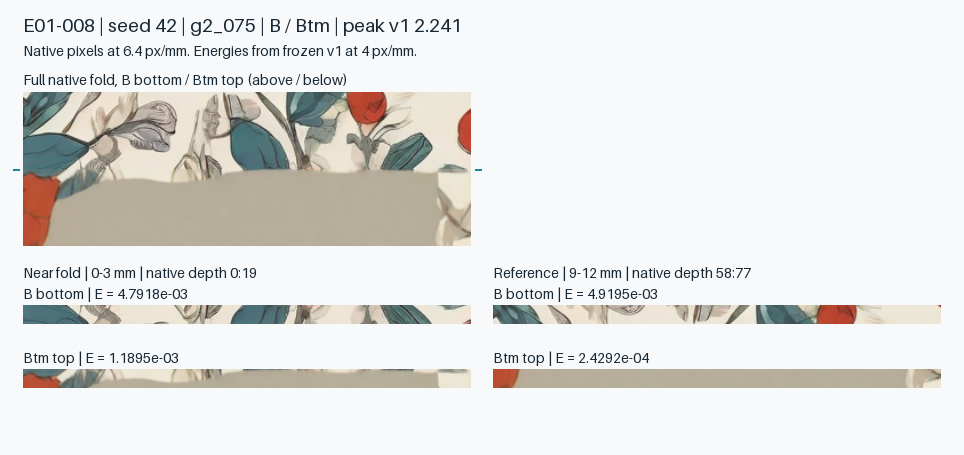 E01-008 | seed 42 | g2_075 | B / Btm | peak v1 2.241
Native pixels at 6.4 px/mm. Energies from frozen v1 at 4 px/mm.
Full native fold, B bottom / Btm top (above / below)
Near fold | 0-3 mm | native depth 0:19
B bottom | E = 4.7918e-03
Btm top | E = 1.1895e-03
Reference | 9-12 mm | native depth 58:77
B bottom | E = 4.9195e-03
Btm top | E = 2.4292e-04